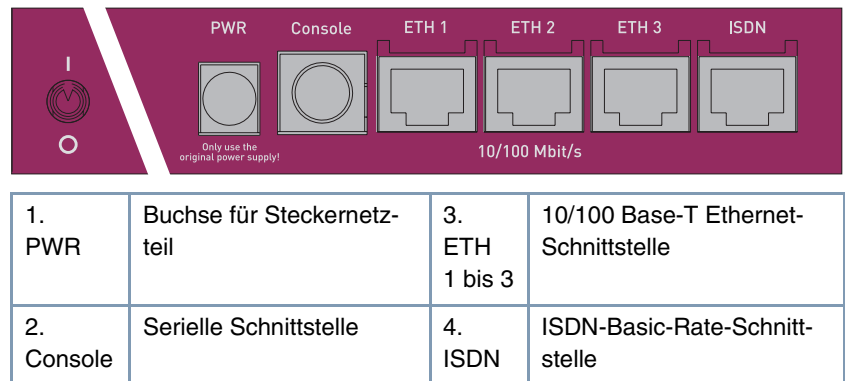 PWR Console ETH 1 ETH 2 ETH 3 ISDN
I
O
Only use the
original power supply!
10/100 Mbit/s
1.
PWR
Buchse für Steckernetz-
teil
3.
ETH
1 bis 3
10/100 Base-T Ethernet-
Schnittstelle
2.
Console
Serielle Schnittstelle
4.
ISDN
ISDN-Basic-Rate-Schnitt-
stelle